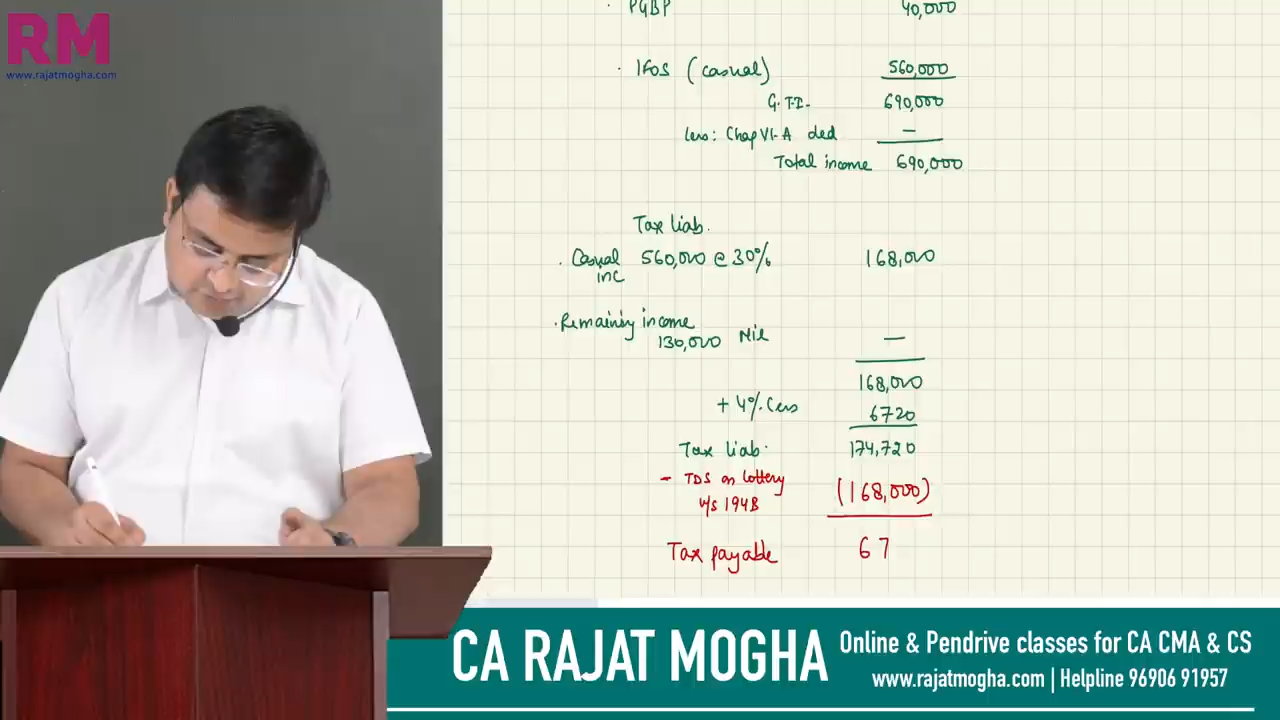 RM
www.rajatmogha.com
· PGBP 40,000
· IFOS (casual) 560,000
G.T.I. 690,000
Less: Chap VI-A ded —
Total income 690,000
Tax liab.
· Casual inc 560,000 @ 30% 168,000
· Remaining income
130,000 Nil —
168,000
+ 4% Cess 6720
Tax liab. 174,720
- TDS on lottery (168,000)
u/s 194B
Tax payable 67
CA RAJAT MOGHA
Online & Pendrive classes for CA CMA & CS
www.rajatmogha.com | Helpline 96906 91957